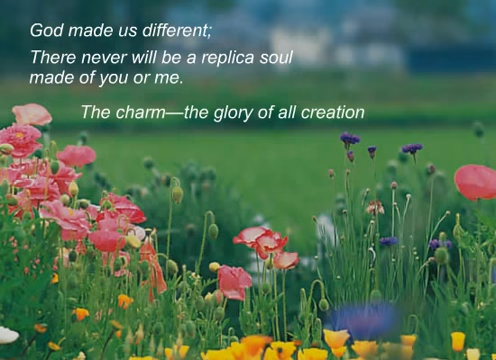 God made us different;
There never will be a replica soul
made of you or me.
The charm—the glory of all creation